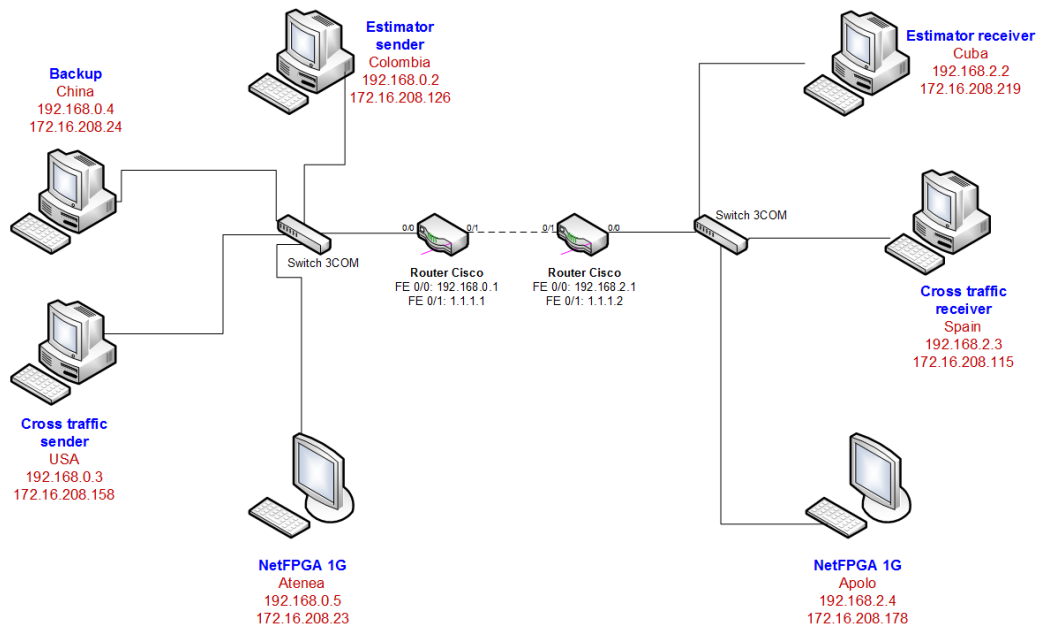 Estimator
sender
Colombia
192.168.0.2
172.16.208.126
Estimator receiver
Cuba
192.168.2.2
172.16.208.219
Backup
China
192.168.0.4
172.16.208.24
Switch 3COM
0/0
0/1
0/1
0/0
Switch 3COM
Router Cisco
FE 0/0: 192.168.0.1
FE 0/1: 1.1.1.1
Router Cisco
FE 0/0: 192.168.2.1
FE 0/1: 1.1.1.2
Cross traffic
receiver
Spain
192.168.2.3
172.16.208.115
Cross traffic
sender
USA
192.168.0.3
172.16.208.158
NetFPGA 1G
Atenea
192.168.0.5
172.16.208.23
NetFPGA 1G
Apolo
192.168.2.4
172.16.208.178